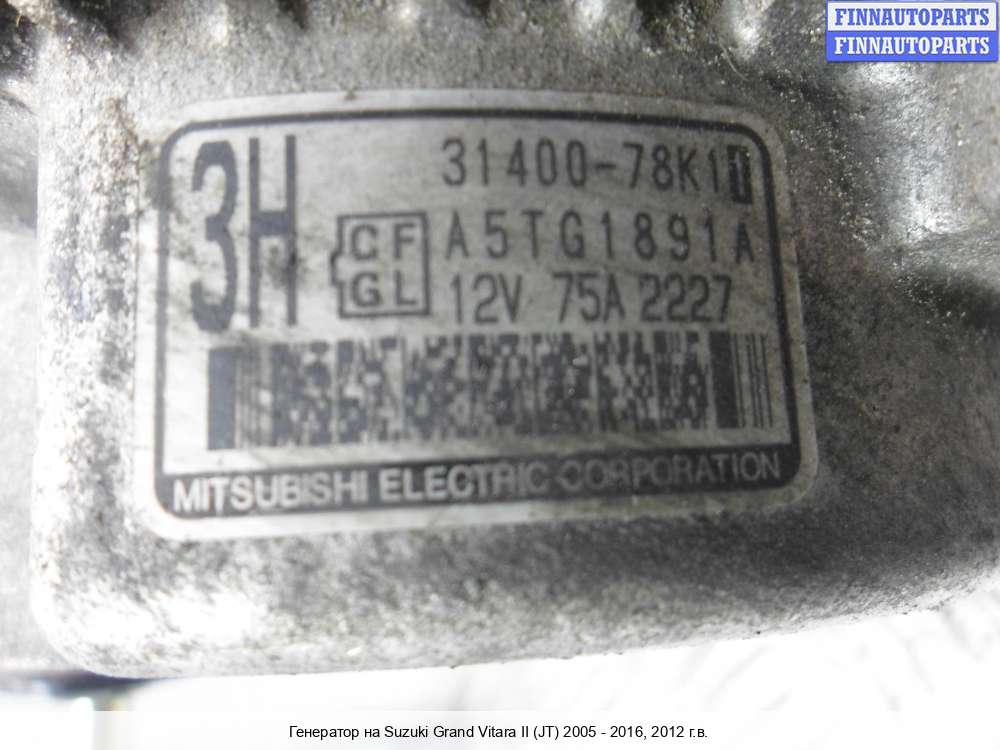 FINNAUTOPARTS
FINNAUTOPARTS
3H
31400-78K11
CF
GL
A5TG1891A
12V 75A 2227
MITSUBISHI ELECTRIC CORPORATION
Генератор на Suzuki Grand Vitara II (JT) 2005 - 2016, 2012 г.в.